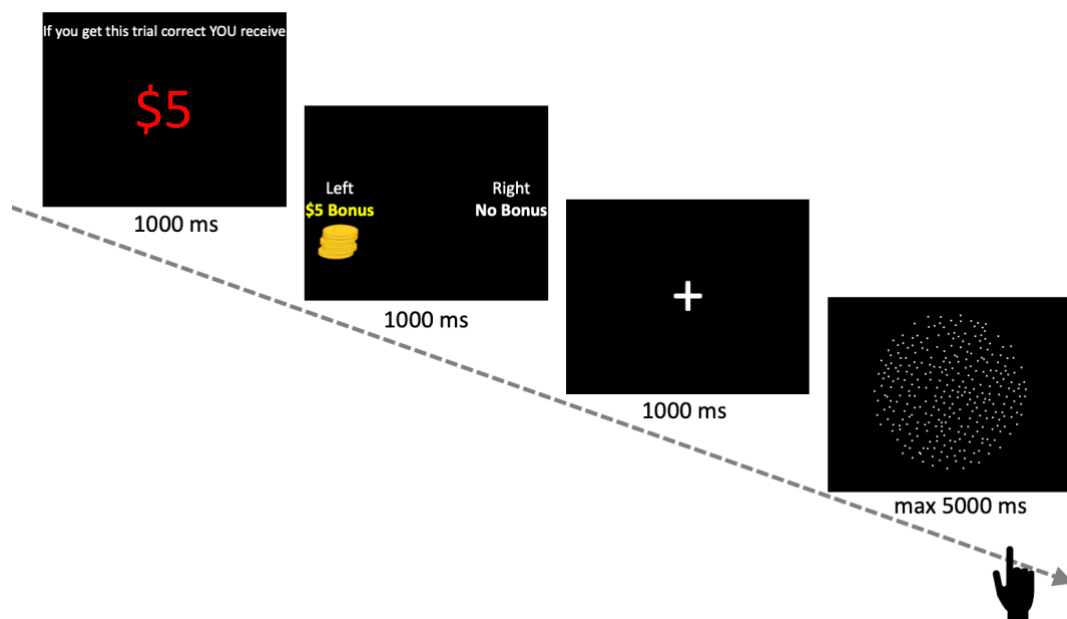 If you get this trial correct YOU receive
$5
1000 ms
Left
$5 Bonus
Right
No Bonus
1000 ms
+
1000 ms
max 5000 ms